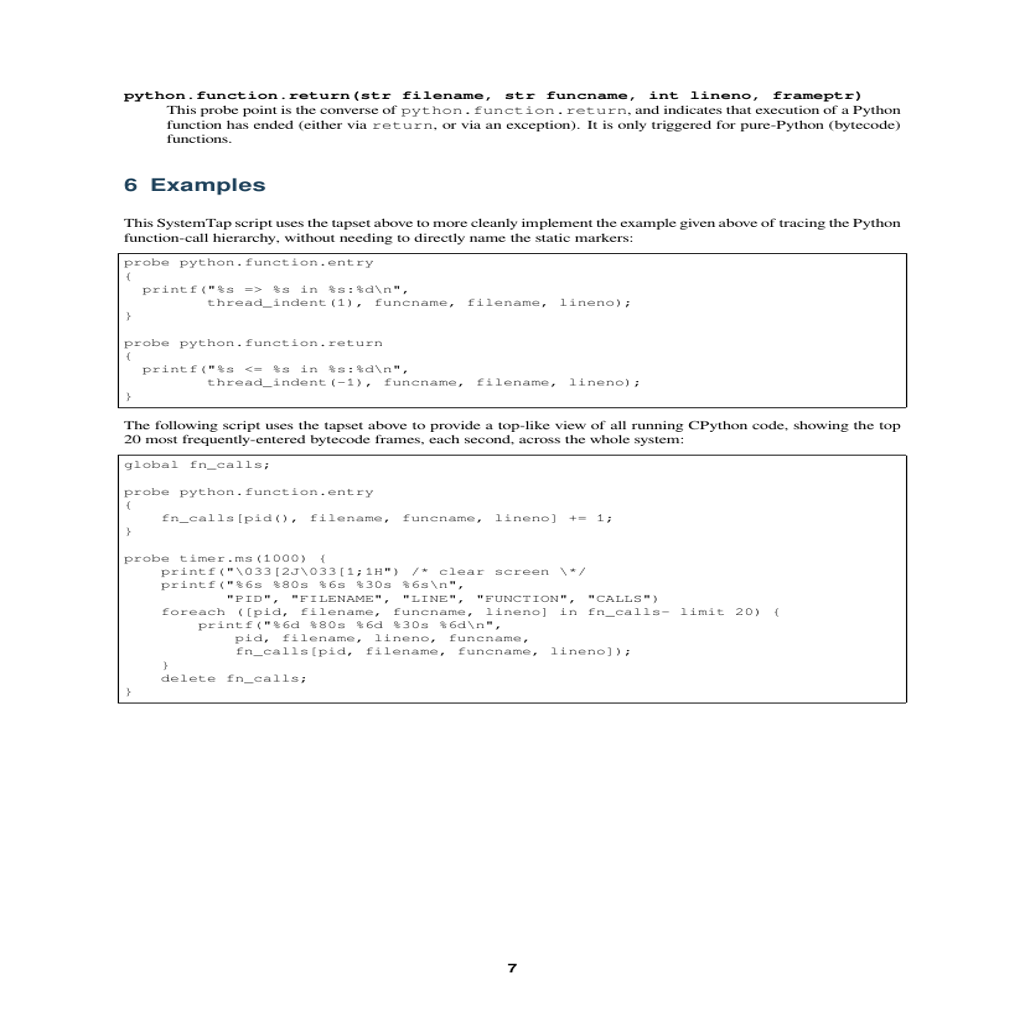 python.function.return(str filename, str funcname, int lineno, frameptr)
This probe point is the converse of python.function.return, and indicates that execution of a Python
function has ended (either via return, or via an exception). It is only triggered for pure-Python (bytecode)
functions.
6 Examples
This SystemTap script uses the tapset above to more cleanly implement the example given above of tracing the Python
function-call hierarchy, without needing to directly name the static markers:
probe python.function.entry
{
  printf("%s => %s in %s:%d\n",
         thread_indent(1), funcname, filename, lineno);
}
probe python.function.return
{
  printf("%s <= %s in %s:%d\n",
         thread_indent(-1), funcname, filename, lineno);
}
The following script uses the tapset above to provide a top-like view of all running CPython code, showing the top
20 most frequently-entered bytecode frames, each second, across the whole system:
global fn_calls;
probe python.function.entry
{
    fn_calls[pid(), filename, funcname, lineno] += 1;
}
probe timer.ms(1000) {
    printf("\033[2J\033[1;1H") /* clear screen \*/
    printf("%6s %80s %6s %30s %6s\n",
           "PID", "FILENAME", "LINE", "FUNCTION", "CALLS")
    foreach ([pid, filename, funcname, lineno] in fn_calls- limit 20) {
        printf("%6d %80s %6d %30s %6d\n",
            pid, filename, lineno, funcname,
            fn_calls[pid, filename, funcname, lineno]);
    }
    delete fn_calls;
}
7